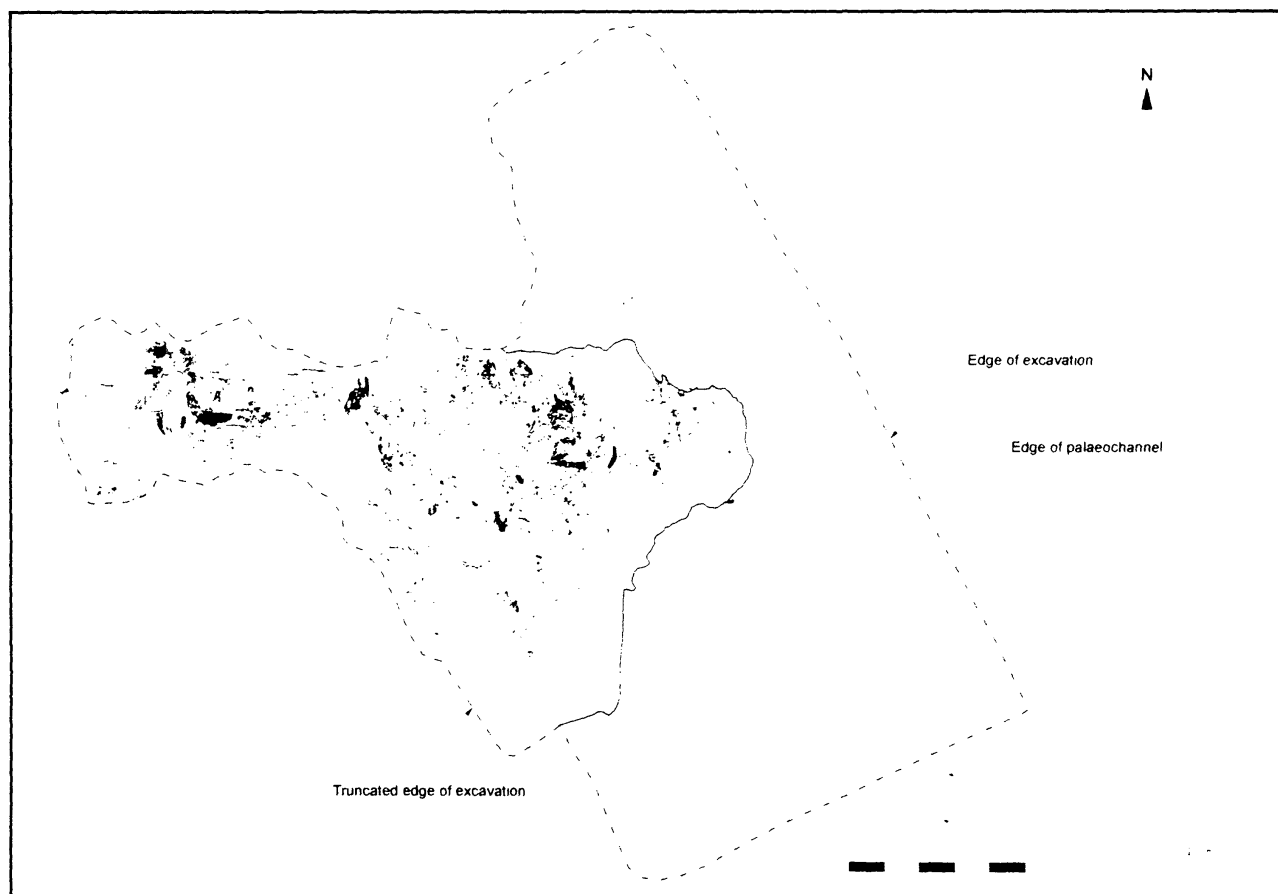 N
Edge of excavation
Edge of palaeochannel
Truncated edge of excavation